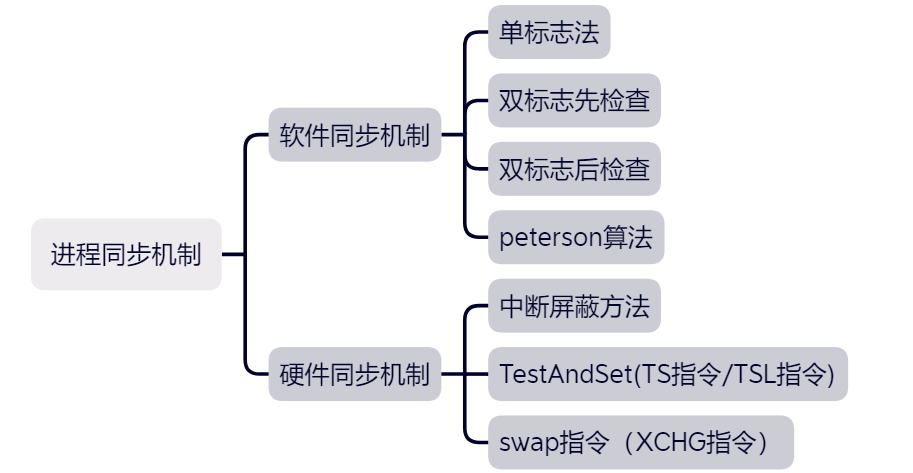 进程同步机制
软件同步机制
单标志法
双标志先检查
双标志后检查
peterson算法
硬件同步机制
中断屏蔽方法
TestAndSet(TS指令/TSL指令)
swap指令（XCHG指令）